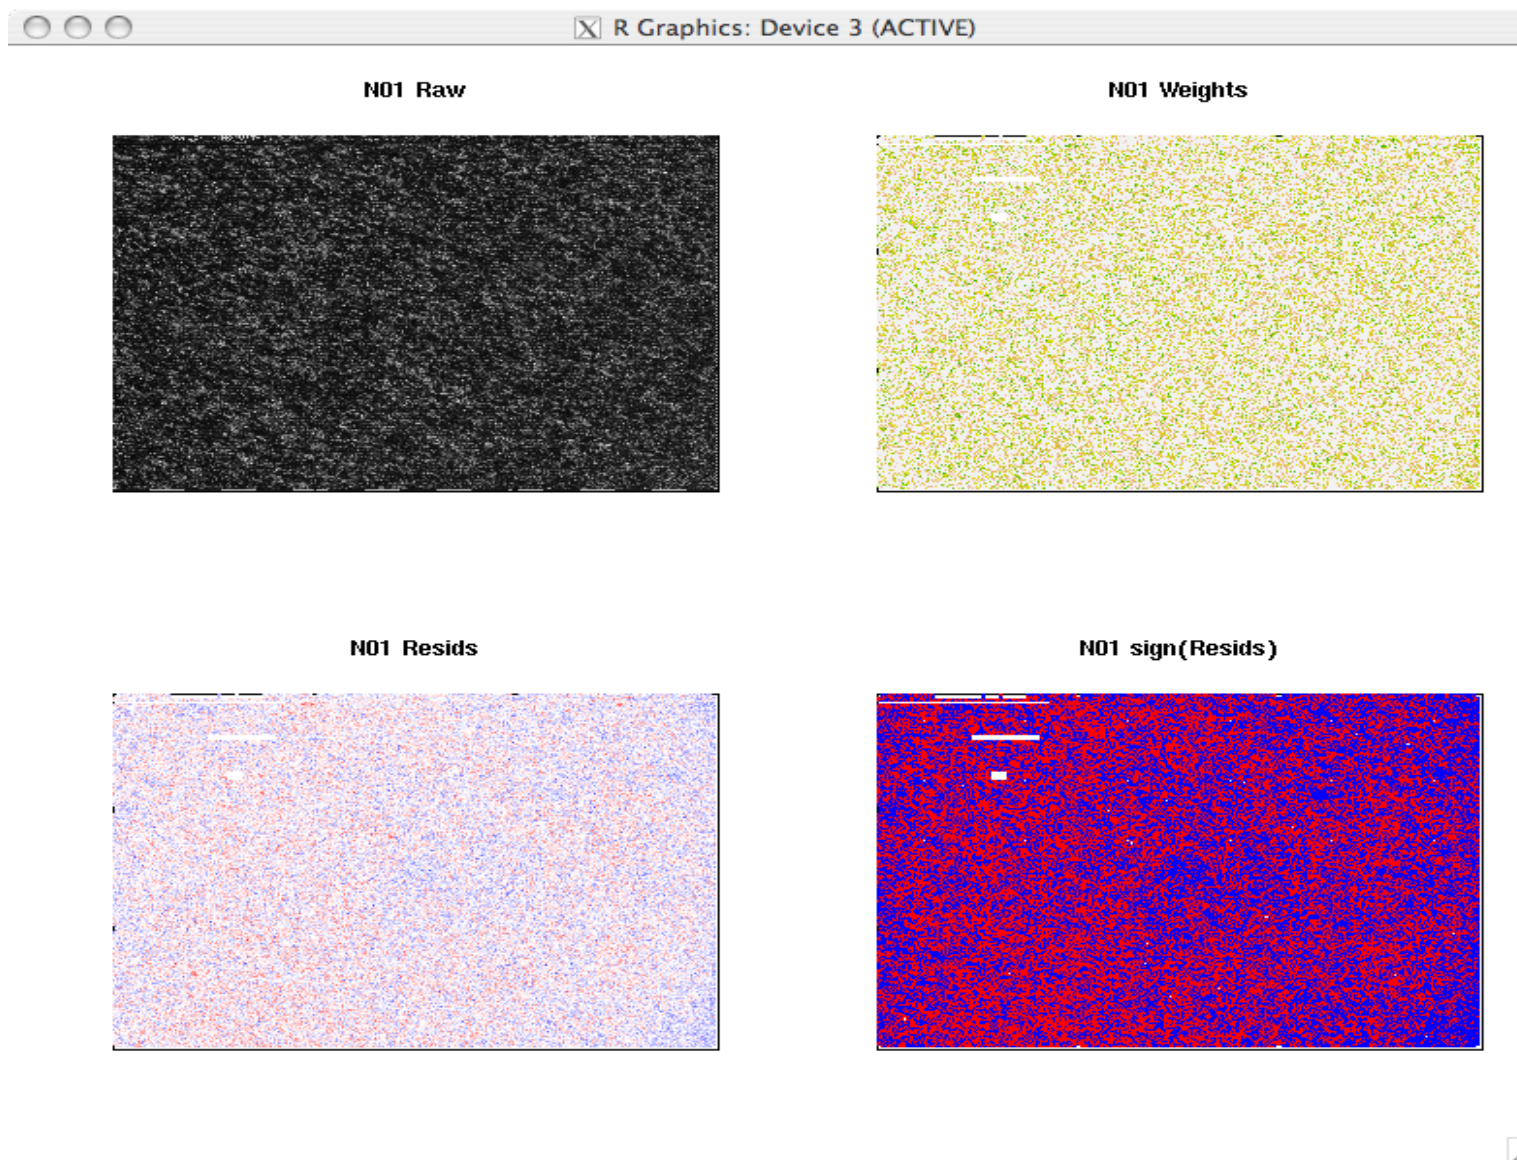 R Graphics: Device 3 (ACTIVE)
N01 Raw
N01 Weights
N01 Resids
N01 sign(Resids)